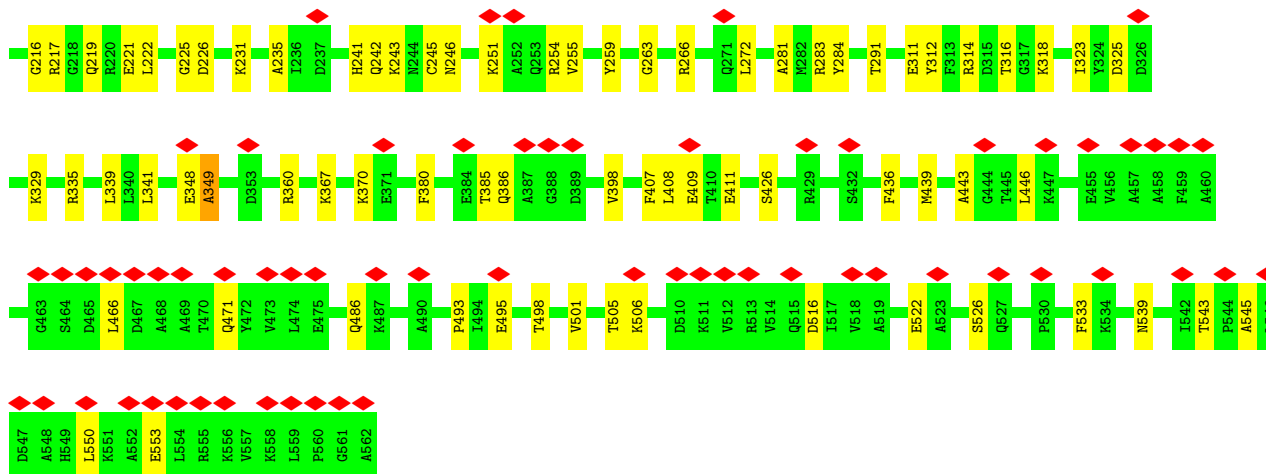 G216 R217 G218 Q219 R220 E221 L222 G225 D226 K231 A235 I236 D237 H241 Q242 K243 N244 C245 N246 K251 A252 Q253 R254 V255 Y259 G263 R266 Q271 L272 A281 M282 R283 Y284 T291 E311 Y312 F313 R314 D315 T316 G317 K318 I323 Y324 D325 D326
K329 R335 L339 L340 L341 E348 A349 D353 R360 K367 K370 E371 F380 E384 T385 Q386 A387 G388 D389 V398 F407 L408 E409 T410 E411 S426 R429 S432 F436 M439 A443 G444 T445 L446 K447 E455 V456 A457 A458 F459 A460
G463 S464 D465 L466 D467 A468 A469 T470 Q471 Y472 V473 L474 E475 Q486 K487 A490 P493 I494 E495 T498 V501 T505 K506 D510 K511 V512 R513 V514 Q515 D516 I517 V518 A519 E522 A523 S526 Q527 P530 F533 K534 N539 I542 T543 P544 A545
D547 A548 H549 L550 K551 A552 E553 L554 R555 K556 V557 K558 L559 P560 G561 A562